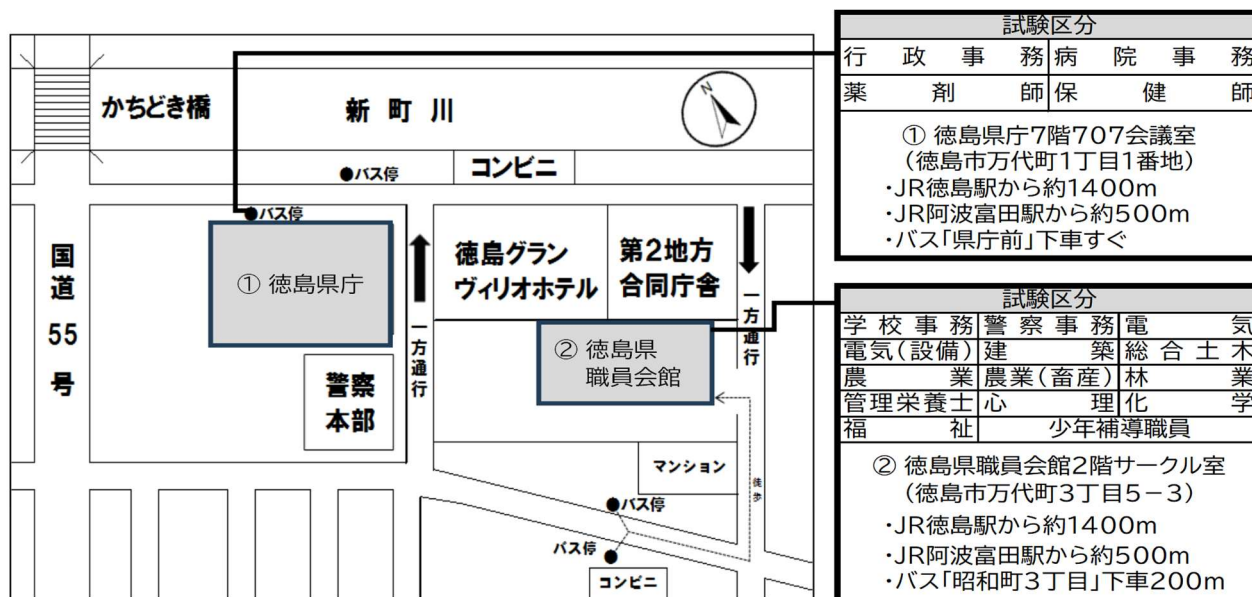 かちどき橋
新町川
N
●バス停
コンビニ
●バス停
国道55号
① 徳島県庁
一方通行
徳島グラン
ヴィリオホテル
第2地方
合同庁舎
一方通行
② 徳島県
職員会館
警察
本部
マンション
徒歩
●バス停
バス停
コンビニ
試験区分
行政事務 病院事務
薬剤師 保健師
① 徳島県庁7階707会議室
(徳島市万代町1丁目1番地)
・JR徳島駅から約1400m
・JR阿波富田駅から約500m
・バス「県庁前」下車すぐ
試験区分
学校事務 警察事務 電気
電気(設備) 建築 総合土木
農業 農業(畜産) 林業
管理栄養士 心理 化学
福祉 少年補導職員
② 徳島県職員会館2階サークル室
(徳島市万代町3丁目5-3)
・JR徳島駅から約1400m
・JR阿波富田駅から約500m
・バス「昭和町3丁目」下車200m